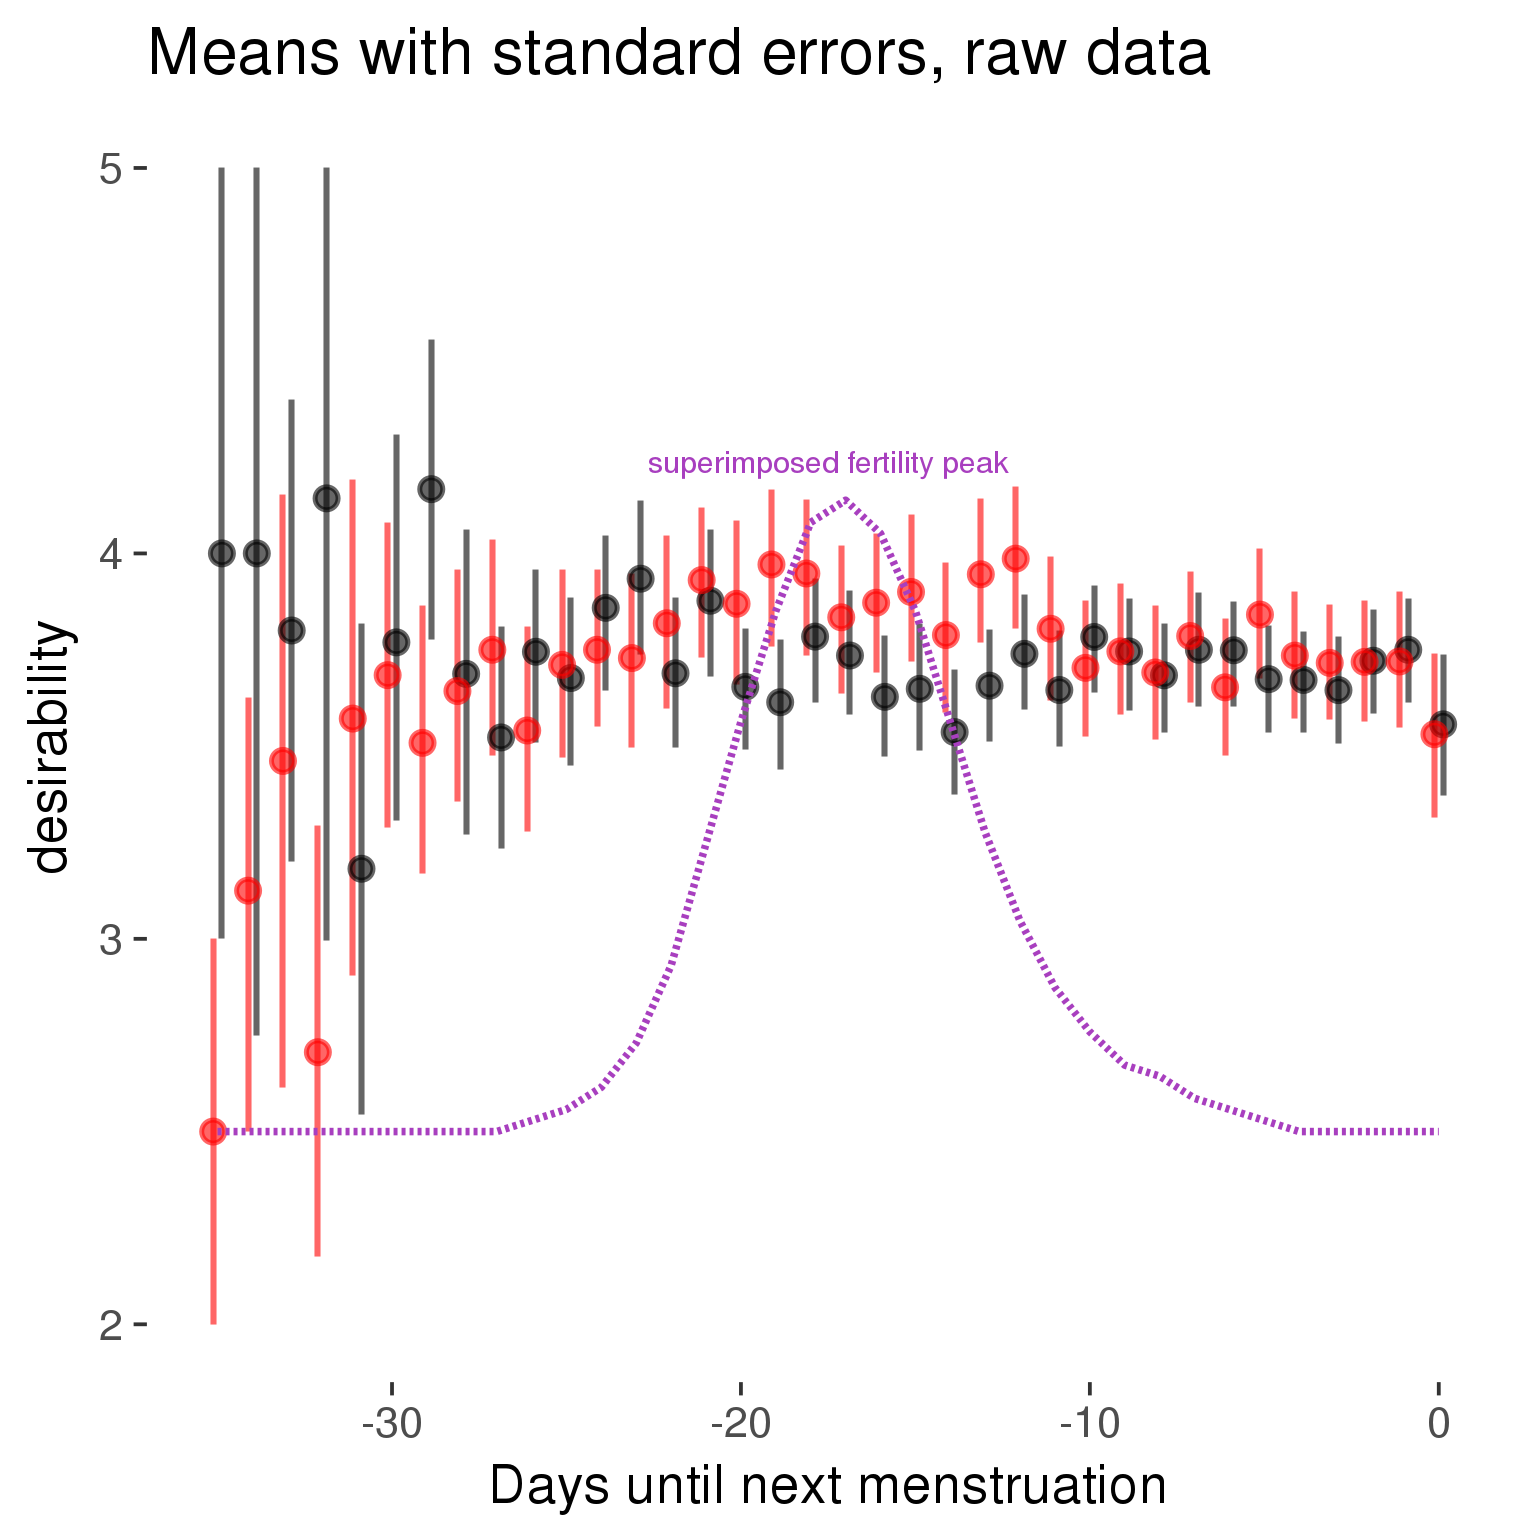 Means with standard errors, raw data
5
superimposed fertility peak
4
desirability
3
2
-30 -20 -10 0
Days until next menstruation